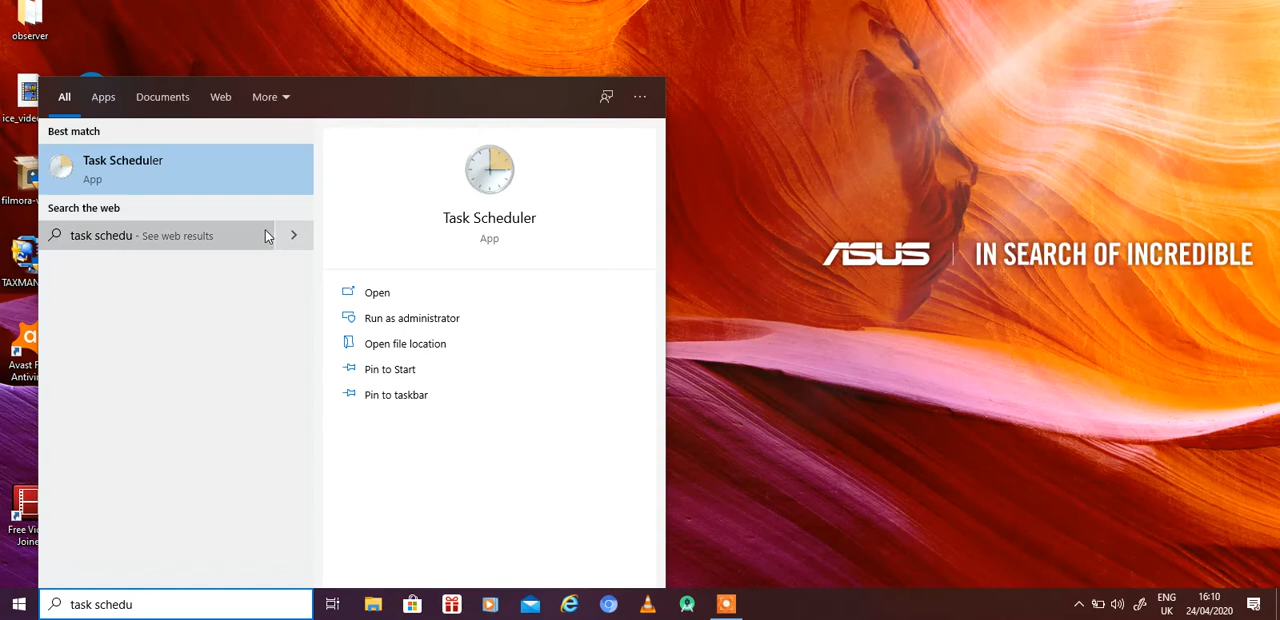 observer
ice_vide
filmora-w
TAXMAN
Avast F
Antivir
Free Vi
Joine
All
Apps
Documents
Web
More
Best match
Task Scheduler
App
Search the web
task schedu - See web results
Task Scheduler
App
Open
Run as administrator
Open file location
Pin to Start
Pin to taskbar
ASUS
IN SEARCH OF INCREDIBLE
task schedu
ENG
UK
16:10
24/04/2020